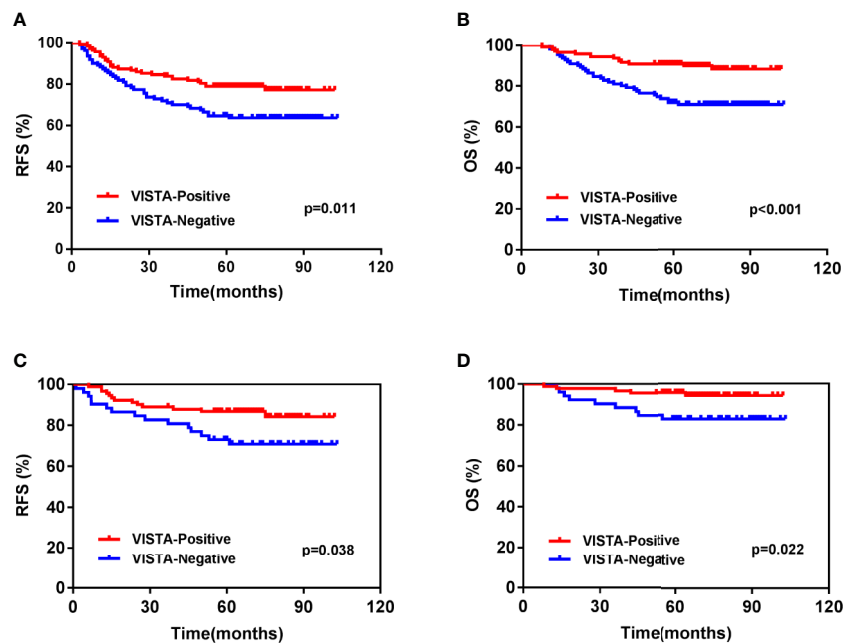 A
100
80
60
40
20
0
RFS (%)
VISTA-Positive
VISTA-Negative
p=0.011
0 30 60 90 120
Time(months)
B
100
80
60
40
20
0
OS (%)
VISTA-Positive
VISTA-Negative
p<0.001
0 30 60 90 120
Time(months)
C
100
80
60
40
20
0
RFS (%)
VISTA-Positive
VISTA-Negative
p=0.038
0 30 60 90 120
Time(months)
D
100
80
60
40
20
0
OS (%)
VISTA-Positive
VISTA-Negative
p=0.022
0 30 60 90 120
Time(months)